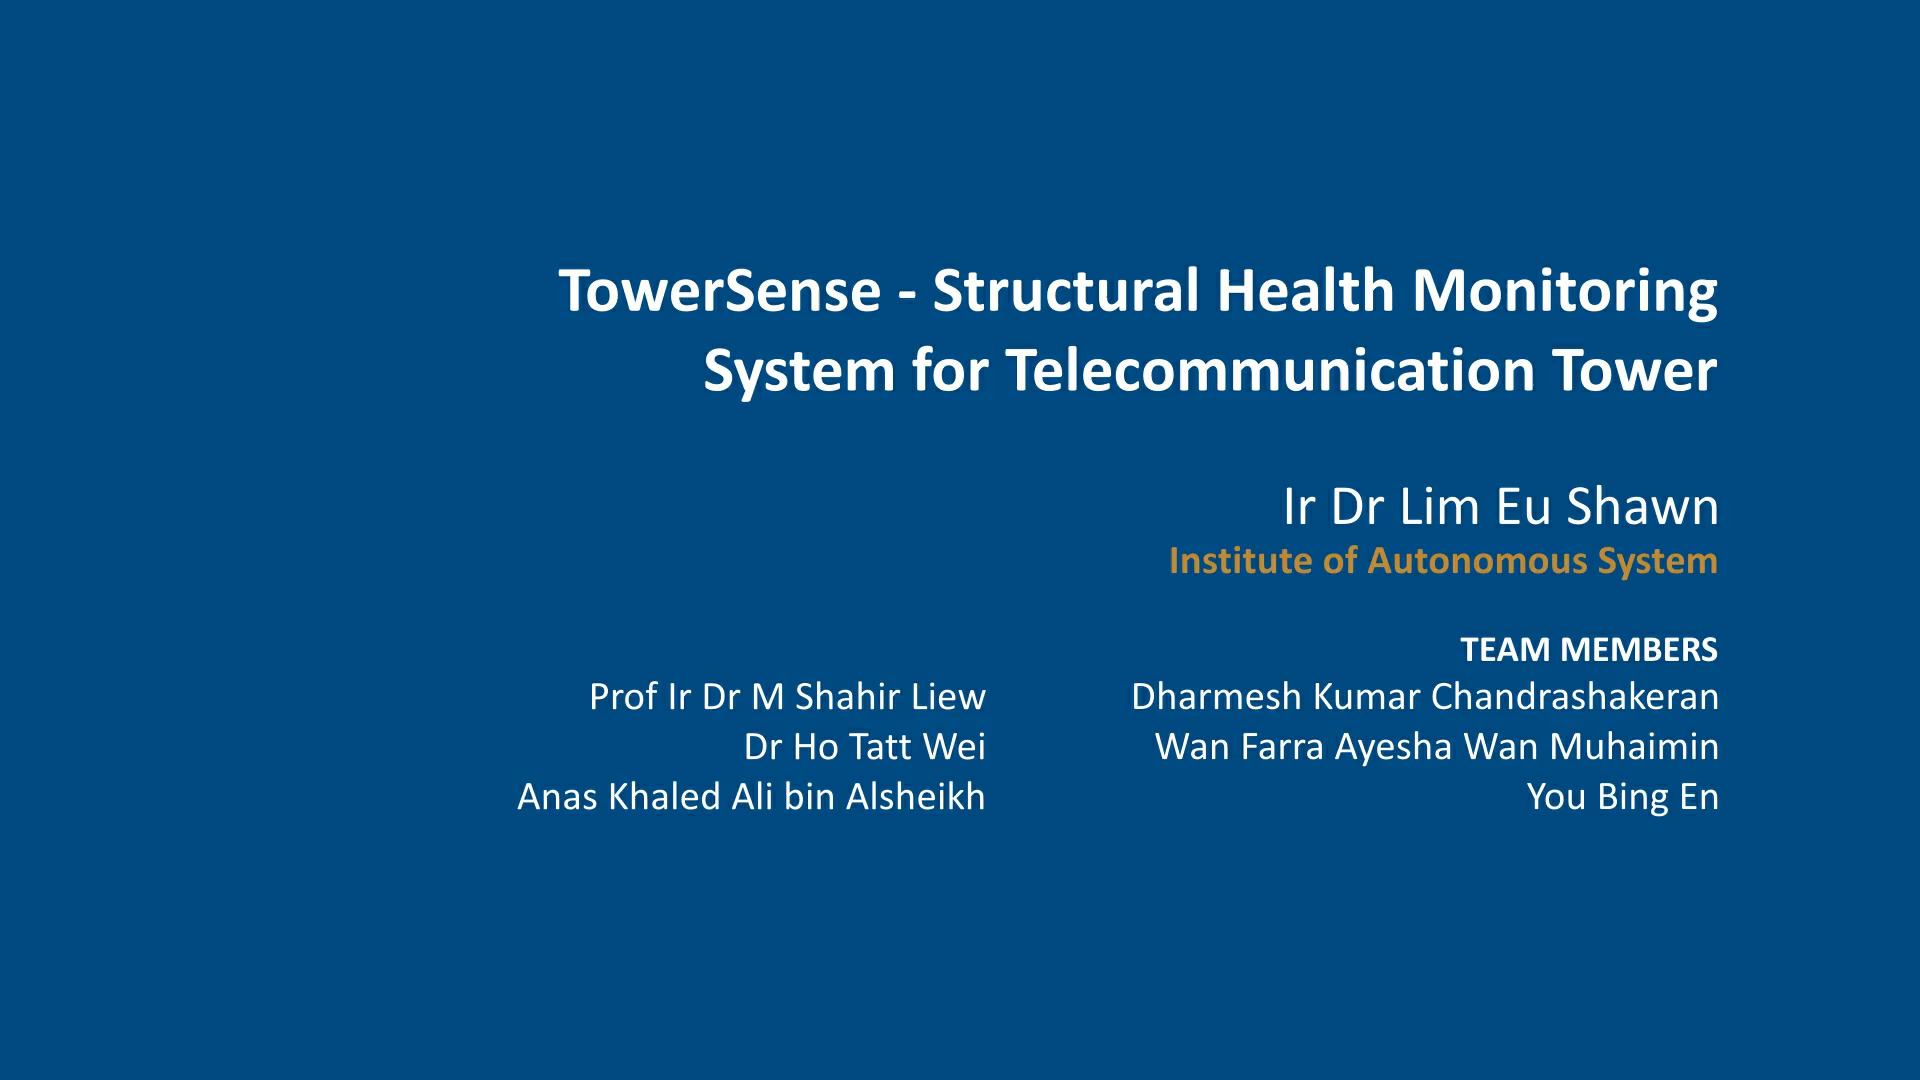 TowerSense - Structural Health Monitoring
System for Telecommunication Tower
Ir Dr Lim Eu Shawn
Institute of Autonomous System
TEAM MEMBERS
Prof Ir Dr M Shahir Liew
Dr Ho Tatt Wei
Anas Khaled Ali bin Alsheikh
Dharmesh Kumar Chandrashakeran
Wan Farra Ayesha Wan Muhaimin
You Bing En